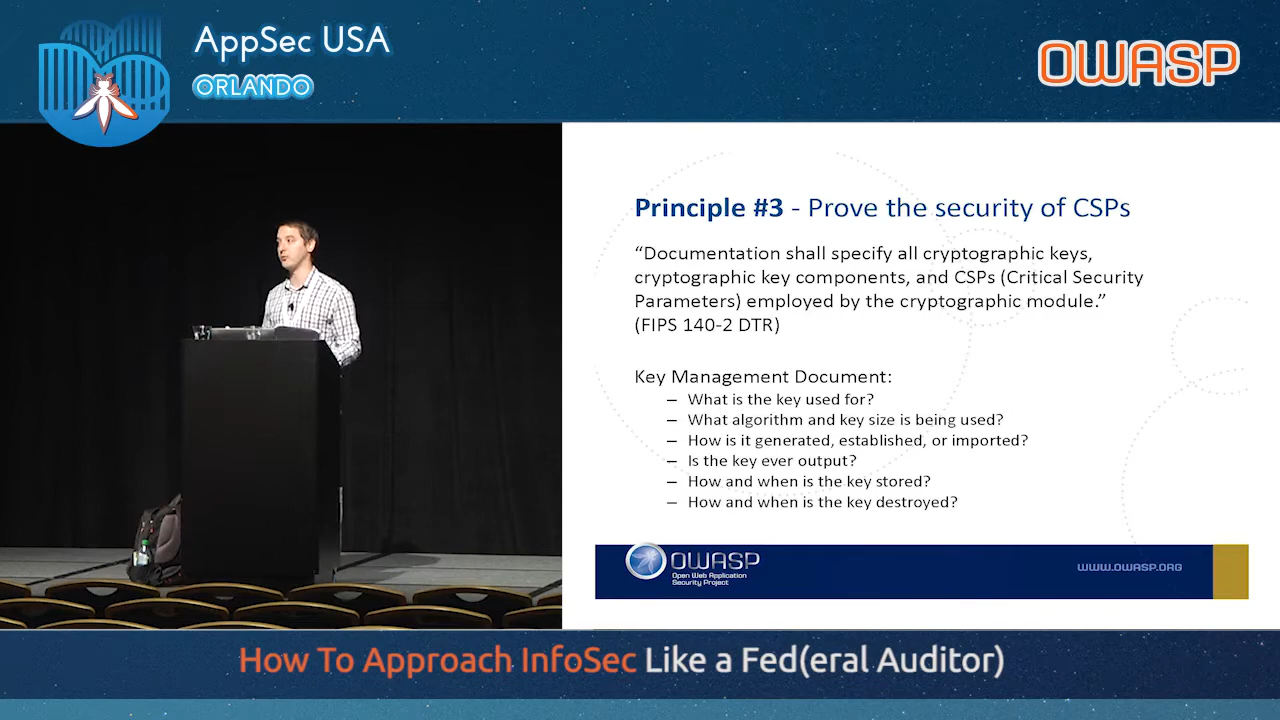 AppSec USA
ORLANDO
OWASP
Principle #3 - Prove the security of CSPs
“Documentation shall specify all cryptographic keys,
cryptographic key components, and CSPs (Critical Security
Parameters) employed by the cryptographic module.”
(FIPS 140-2 DTR)
Key Management Document:
– What is the key used for?
– What algorithm and key size is being used?
– How is it generated, established, or imported?
– Is the key ever output?
– How and when is the key stored?
– How and when is the key destroyed?
OWASP
Open Web Application
Security Project
WWW.OWASP.ORG
How To Approach InfoSec Like a Fed(eral Auditor)